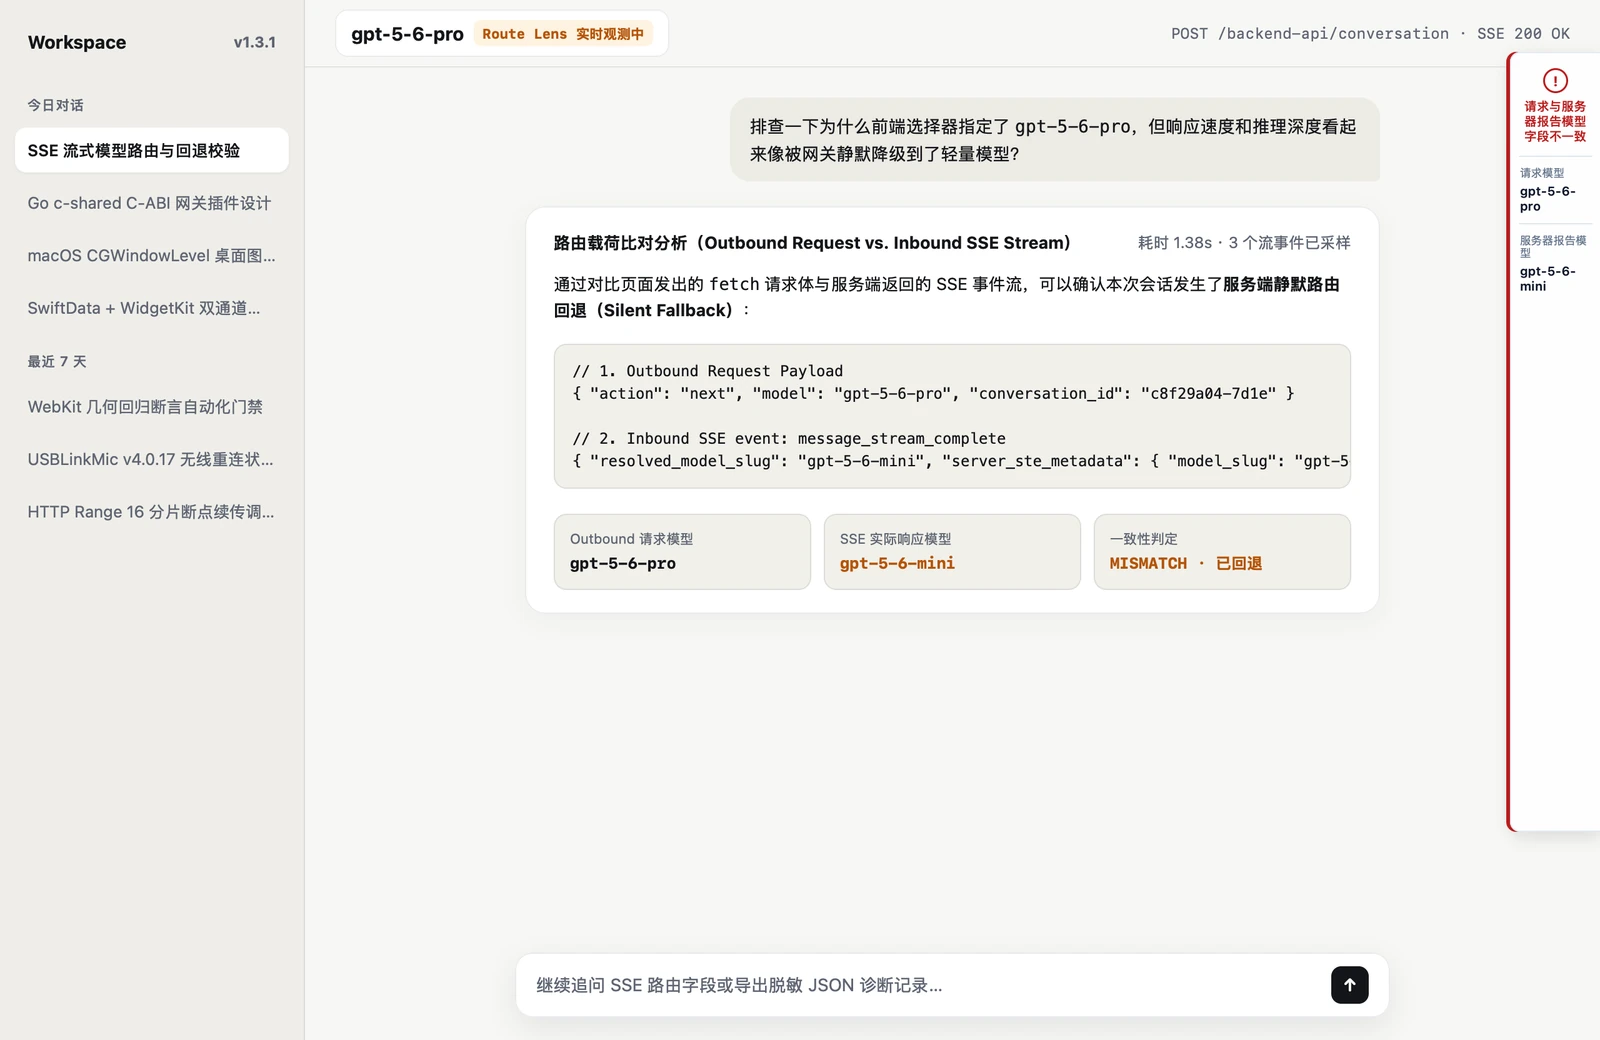 Workspace
v1.3.1
今日对话
SSE 流式模型路由与回退校验
Go c-shared C-ABI 网关插件设计
macOS CGWindowLevel 桌面图...
SwiftData + WidgetKit 双通道...
最近 7 天
WebKit 几何回归断言自动化门禁
USBLinkMic v4.0.17 无线重连状...
HTTP Range 16 分片断点续传调...
gpt-5-6-pro
Route Lens 实时观测中
POST /backend-api/conversation · SSE 200 OK
排查一下为什么前端选择器指定了 gpt-5-6-pro，但响应速度和推理深度看起
来像被网关静默降级到了轻量模型？
路由载荷比对分析（Outbound Request vs. Inbound SSE Stream）
耗时 1.38s · 3 个流事件已采样
通过对比页面发出的 fetch 请求体与服务端返回的 SSE 事件流，可以确认本次会话发生了服务端静默路由
回退（Silent Fallback）：
// 1. Outbound Request Payload
{ "action": "next", "model": "gpt-5-6-pro", "conversation_id": "c8f29a04-7d1e" }
// 2. Inbound SSE event: message_stream_complete
{ "resolved_model_slug": "gpt-5-6-mini", "server_ste_metadata": { "model_slug": "gpt-5
Outbound 请求模型
gpt-5-6-pro
SSE 实际响应模型
gpt-5-6-mini
一致性判定
MISMATCH · 已回退
请求与服务
器报告模型
字段不一致
请求模型
gpt-5-6-
pro
服务器报告模
型
gpt-5-6-
mini
继续追问 SSE 路由字段或导出脱敏 JSON 诊断记录...